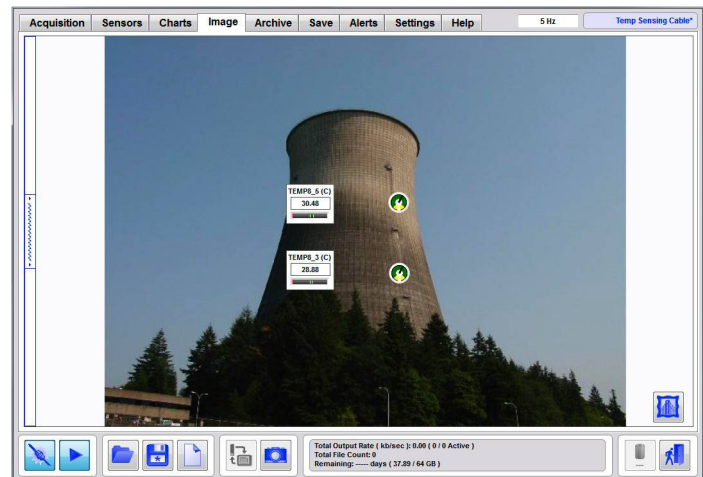 Acquisition Sensors Charts Image Archive Save Alerts Settings Help 5 Hz Temp Sensing Cable*
TEMP8_5 (C)
30.48
TEMP8_3 (C)
28.88
Total Output Rate ( kb/sec ): 0.00 ( 0 / 0 Active )
Total File Count: 0
Remaining: ----- days ( 37.89 / 64 GB )
----